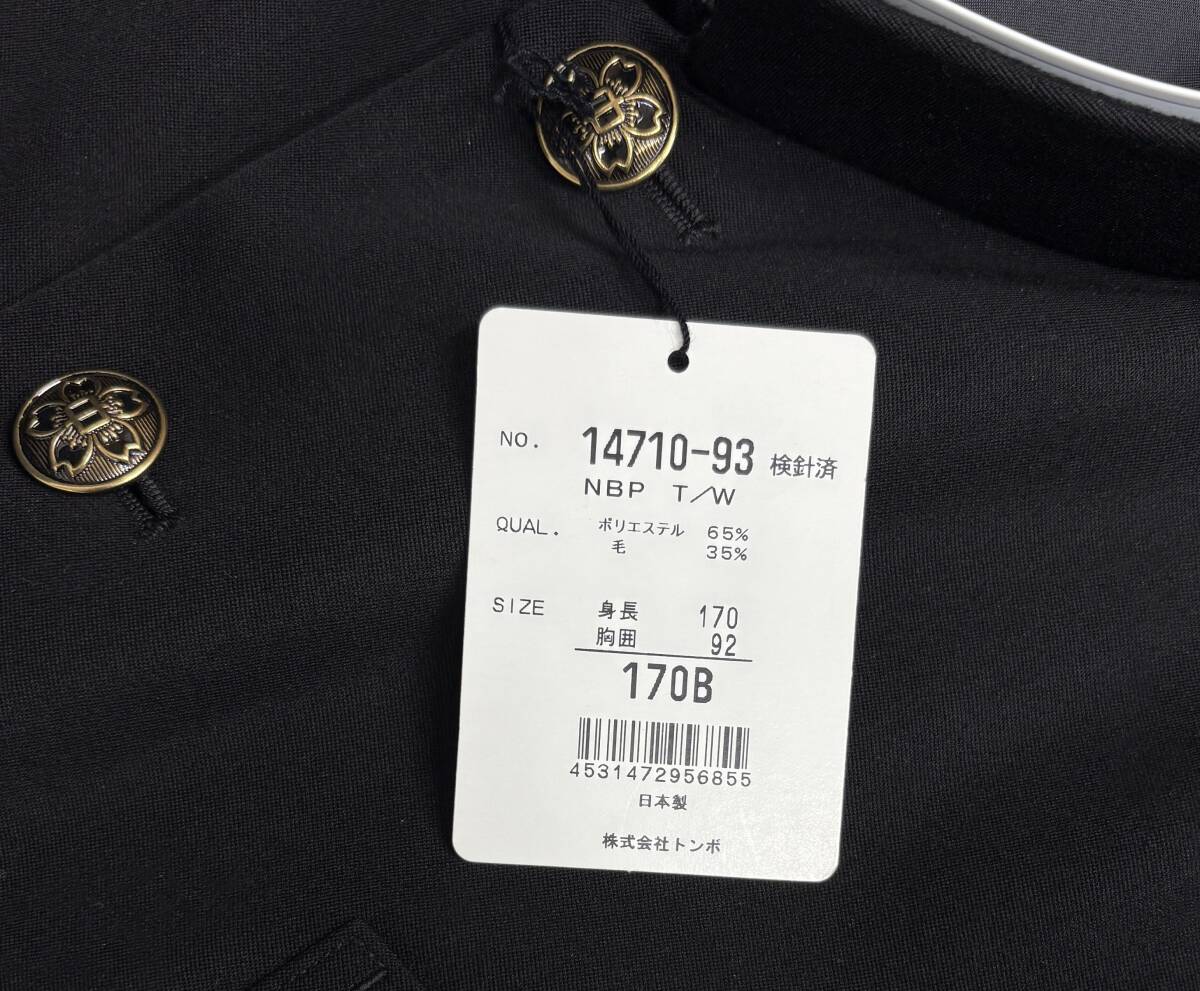 NO. 14710-93 検針済
NBP T/W
QUAL. ポリエステル 65%
毛 35%
SIZE 身長 170
胸囲 92
170B
4531472956855
日本製
株式会社トンボ